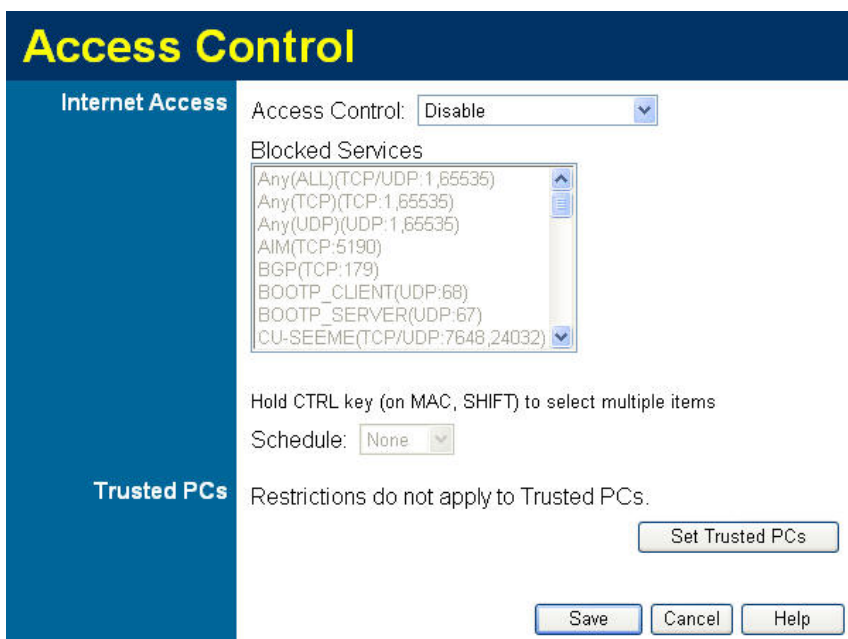 Access Control
Internet Access
Access Control: Disable
Blocked Services
Any(ALL)(TCP/UDP:1,65535)
Any(TCP)(TCP:1,65535)
Any(UDP)(UDP:1,65535)
AIM(TCP:5190)
BGP(TCP:179)
BOOTP_CLIENT(UDP:68)
BOOTP_SERVER(UDP:67)
CU-SEEME(TCP/UDP:7648,24032)
Hold CTRL key (on MAC, SHIFT) to select multiple items
Schedule: None
Trusted PCs
Restrictions do not apply to Trusted PCs.
Set Trusted PCs
Save Cancel Help